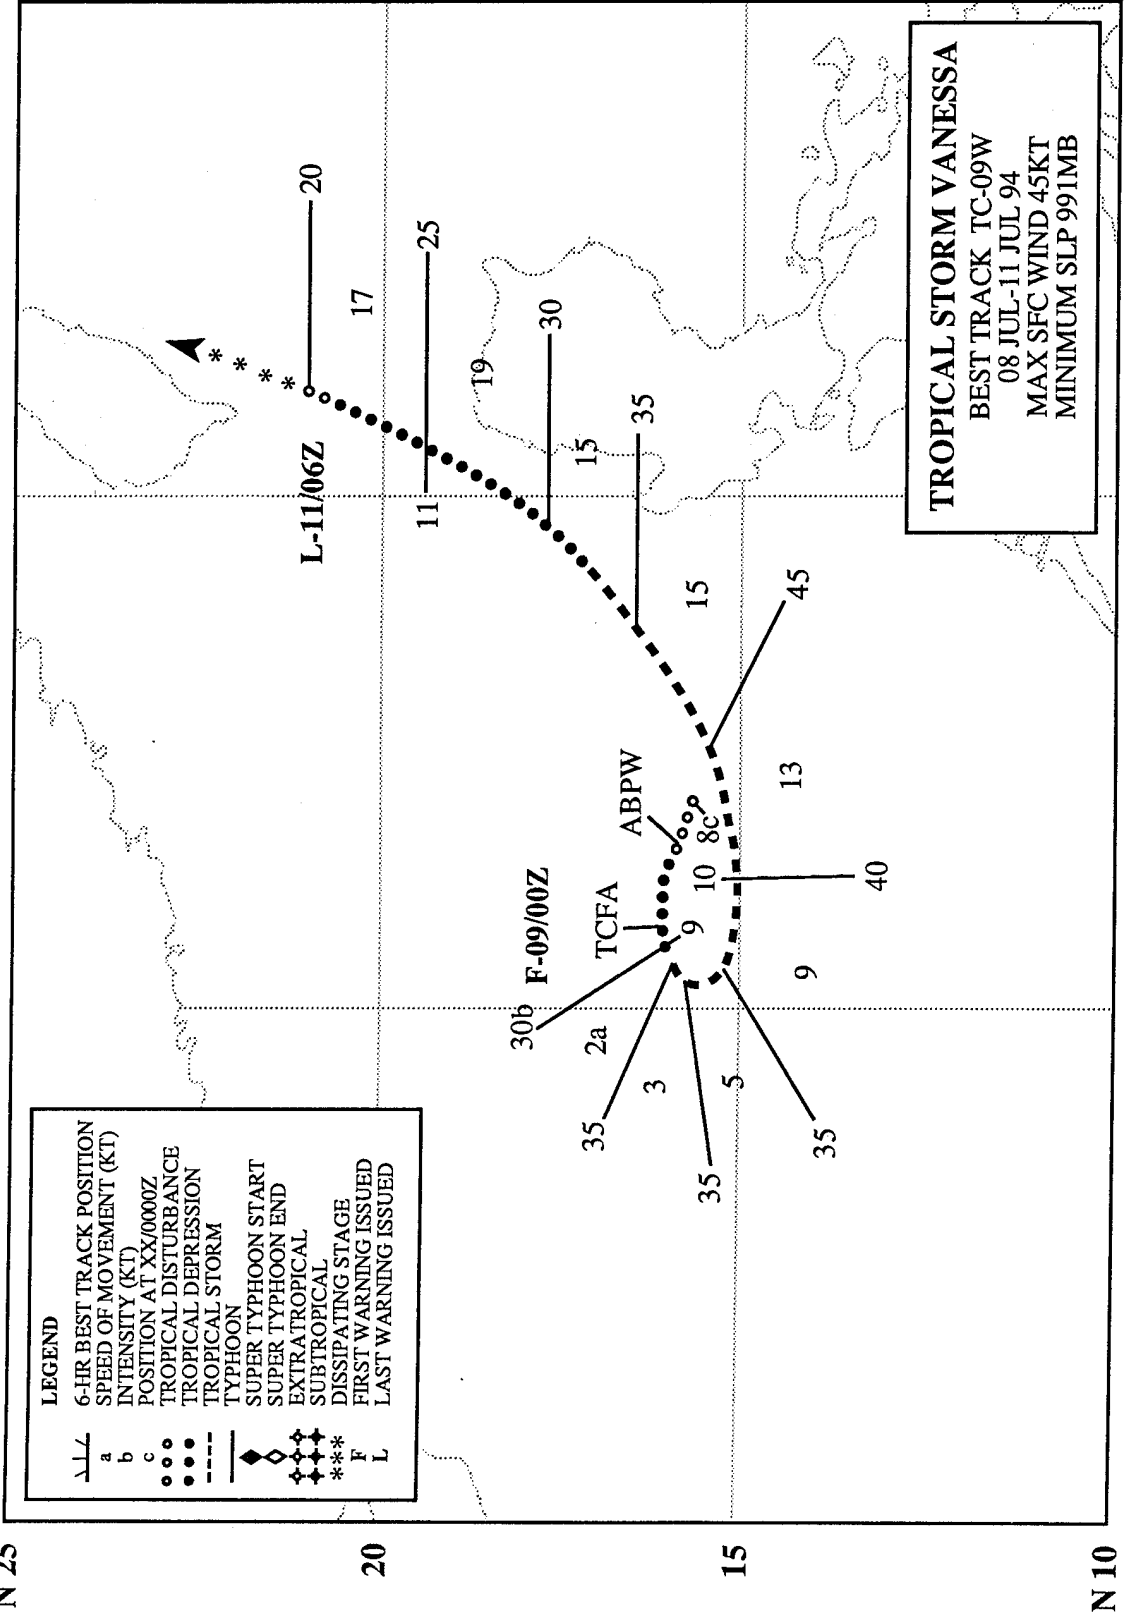 LEGEND
6-HR BEST TRACK POSITION
a SPEED OF MOVEMENT (KT)
b INTENSITY (KT)
c POSITION AT XX/0000Z
TROPICAL DISTURBANCE
TROPICAL DEPRESSION
TROPICAL STORM
TYPHOON
SUPER TYPHOON START
SUPER TYPHOON END
EXTRATROPICAL
SUBTROPICAL
*** DISSIPATING STAGE
F FIRST WARNING ISSUED
L LAST WARNING ISSUED
N 25
20
15
N 10
L-11/06Z
20
17
25
11
19
30
15
35
15
45
13
ABPW
8c
F-09/00Z
TCFA
10
40
9
9
30b
2a
3
5
35
35
35
TROPICAL STORM VANESSA
BEST TRACK TC-09W
08 JUL-11 JUL 94
MAX SFC WIND 45KT
MINIMUM SLP 991MB